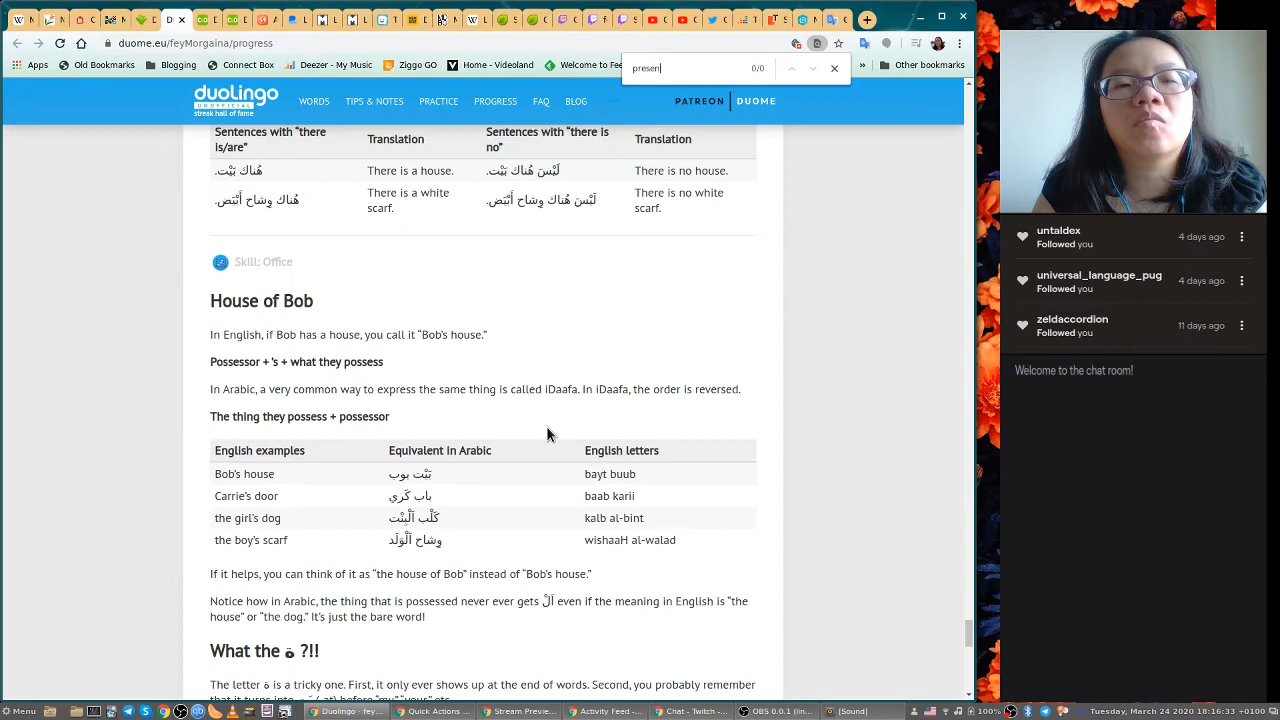 duome.eu/feyMorgaina/progress
presen
0/0
Apps
Old Bookmarks
Blogging
Connect Box
Deezer - My Music
Ziggo GO
Home - Videoland
Welcome to Fee
»
Other bookmarks
duoLingo
UNOFFICIAL
streak hall of fame
WORDS
TIPS & NOTES
PRACTICE
PROGRESS
FAQ
BLOG
PATREON
DUOME
Sentences with “there is/are”
Translation
Sentences with “there is no”
Translation
هُناك بَيْت.
There is a house.
لَيْسَ هُناك بَيْت.
There is no house.
هُناك وِشاح أَبْيَض.
There is a white scarf.
لَيْسَ هُناك وِشاح أَبْيَض.
There is no white scarf.
Skill: Office
House of Bob
In English, if Bob has a house, you call it “Bob’s house.”
Possessor + ’s + what they possess
In Arabic, a very common way to express the same thing is called iDaafa. In iDaafa, the order is reversed.
The thing they possess + possessor
English examples
Equivalent in Arabic
English letters
Bob’s house
بَيْت بوب
bayt buub
Carrie’s door
باب كَري
baab karii
the girl’s dog
كَلْب اَلْبِنْت
kalb al-bint
the boy’s scarf
وِشاح اَلْوَلَد
wishaaH al-walad
If it helps, you can think of it as “the house of Bob” instead of “Bob’s house.”
Notice how in Arabic, the thing that is possessed never ever gets اَلْ even if the meaning in English is “the
house” or “the dog.” It’s just the bare word!
What the ة ?!!
The letter ة is a tricky one. First, it only ever shows up at the end of words. Second, you probably remember
untaldex
Followed you
4 days ago
universal_language_pug
Followed you
4 days ago
zeldaccordion
Followed you
11 days ago
Welcome to the chat room!
Menu
Duolingo - fey
Quick Actions
Stream Preview
Activity Feed -
Chat - Twitch -
OBS 0.0.1 (lin
[Sound]
100%
Tuesday, March 24 2020 18:16:33 +0100